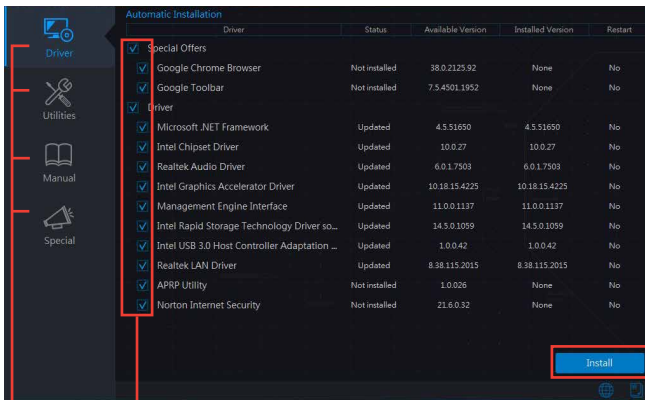 Automatic Installation
Driver Status Available Version Installed Version Restart
Special Offers
Google Chrome Browser Not installed 38.0.2125.92 None No
Google Toolbar Not installed 7.5.4501.1952 None No
Driver
Microsoft .NET Framework Updated 4.5.51650 4.5.51650 No
Intel Chipset Driver Updated 10.0.27 10.0.27 No
Realtek Audio Driver Updated 6.0.1.7503 6.0.1.7503 No
Intel Graphics Accelerator Driver Updated 10.18.15.4225 10.18.15.4225 No
Management Engine Interface Updated 11.0.0.1137 11.0.0.1137 No
Intel Rapid Storage Technology Driver so... Updated 14.5.0.1059 14.5.0.1059 No
Intel USB 3.0 Host Controller Adaptation ... Updated 1.0.0.42 1.0.0.42 No
Realtek LAN Driver Updated 8.38.115.2015 8.38.115.2015 No
APRP Utility Not installed 1.0.026 None No
Norton Internet Security Not installed 21.6.0.32 None No
Driver
Utilities
Manual
Special
Install